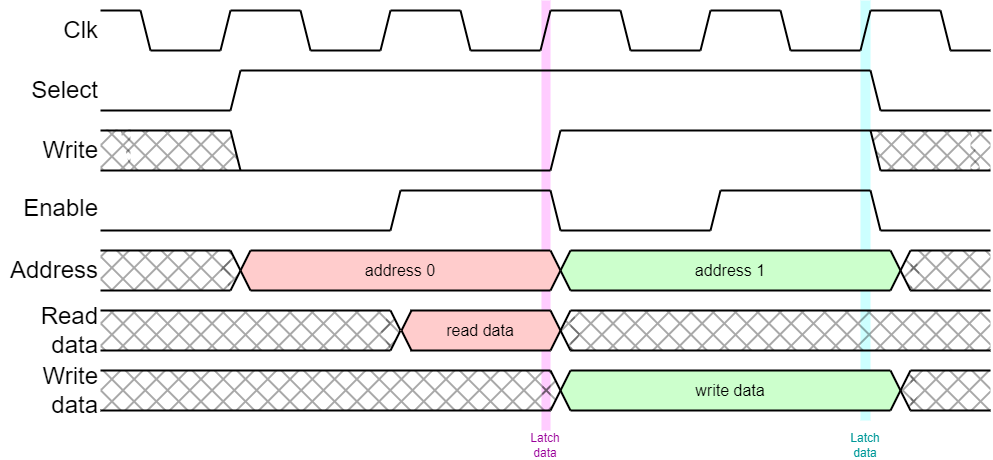 Clk
Select
Write
Enable
Address
address 0
address 1
Read
data
read data
Write
data
write data
Latch
data
Latch
data